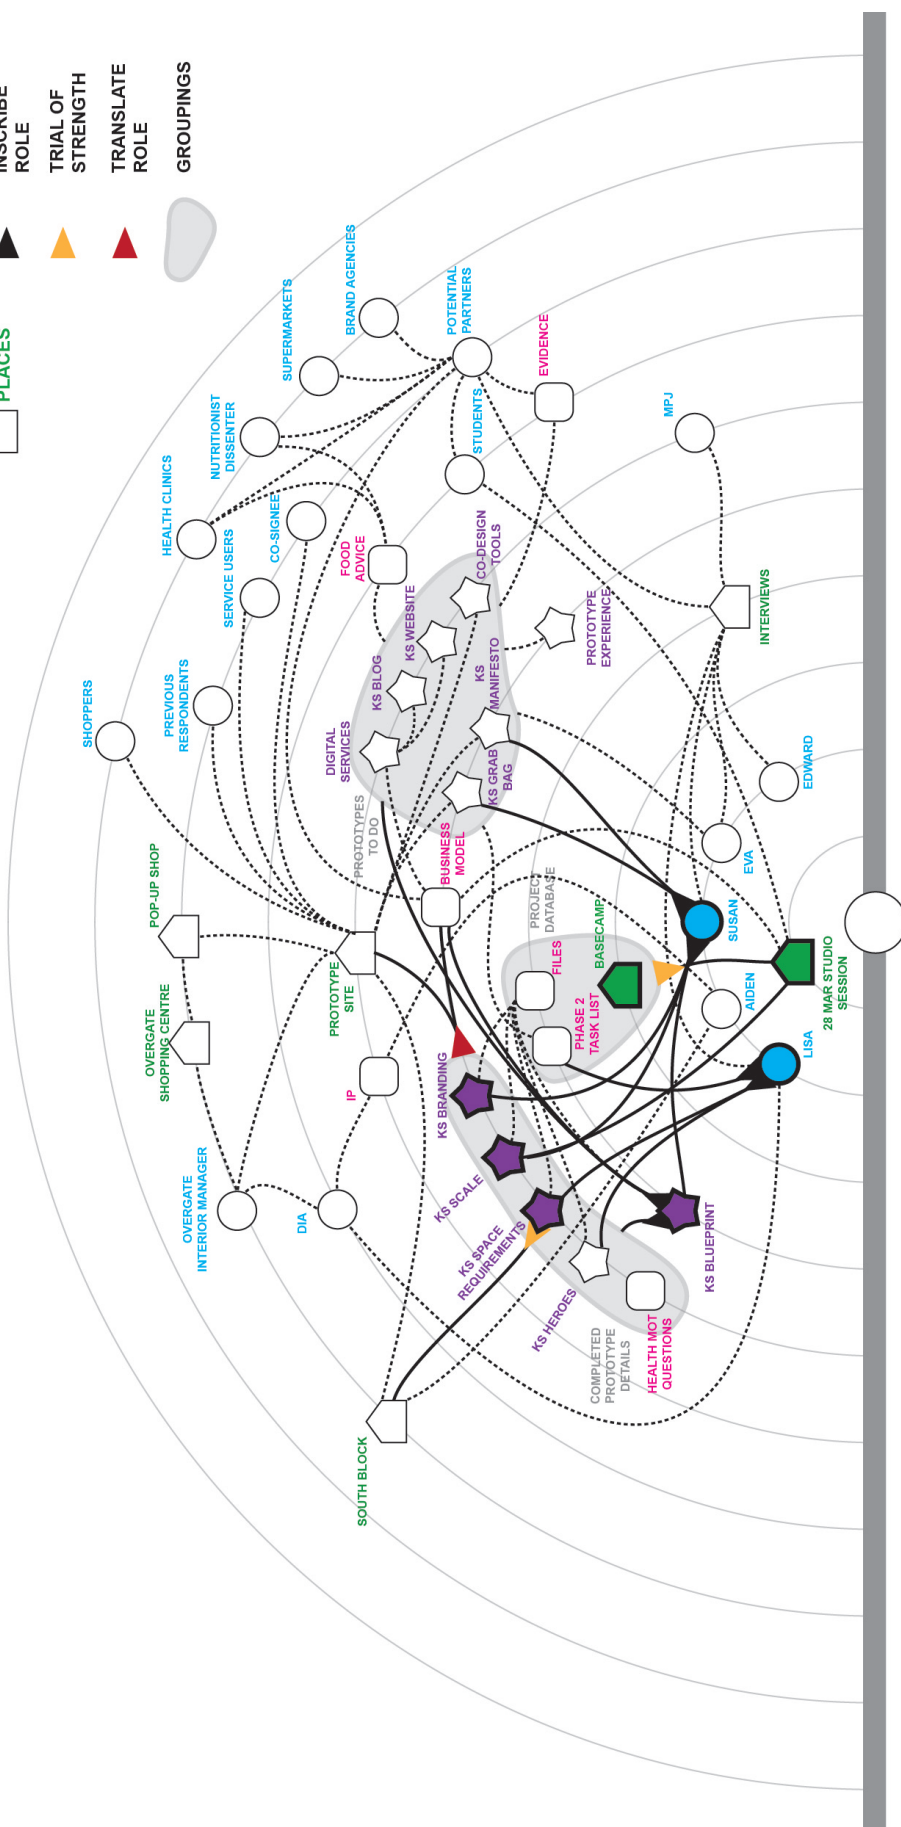 PLACES
INSCRIBE
ROLE
TRIAL OF
STRENGTH
TRANSLATE
ROLE
GROUPINGS
SHOPPERS
POP-UP SHOP
OVERGATE
SHOPPING CENTRE
OVERGATE
INTERIOR MANAGER
HEALTH CLINICS
NUTRITIONIST
DISSENTER
SUPERMARKETS
BRAND AGENCIES
POTENTIAL
PARTNERS
SERVICE USERS
CO-SIGNEE
PREVIOUS
RESPONDENTS
STUDENTS
EVIDENCE
MPJ
FOOD
ADVICE
DIGITAL
SERVICES
KS BLOG
KS WEBSITE
CO-DESIGN
TOOLS
KS
MANIFESTO
KS GRAB
BAG
PROTOTYPE
EXPERIENCE
PROTOTYPES
TO DO
BUSINESS
MODEL
PROTOTYPE
SITE
IP
DIA
SOUTH BLOCK
PROJECT
DATABASE
FILES
BASECAMP
PHASE 2
TASK LIST
KS BRANDING
KS SCALE
KS SPACE
REQUIREMENTS
KS HEROES
COMPLETED
PROTOTYPE
DETAILS
HEALTH MOT
QUESTIONS
KS BLUEPRINT
INTERVIEWS
EDWARD
EVA
SUSAN
AIDEN
LISA
28 MAR STUDIO
SESSION